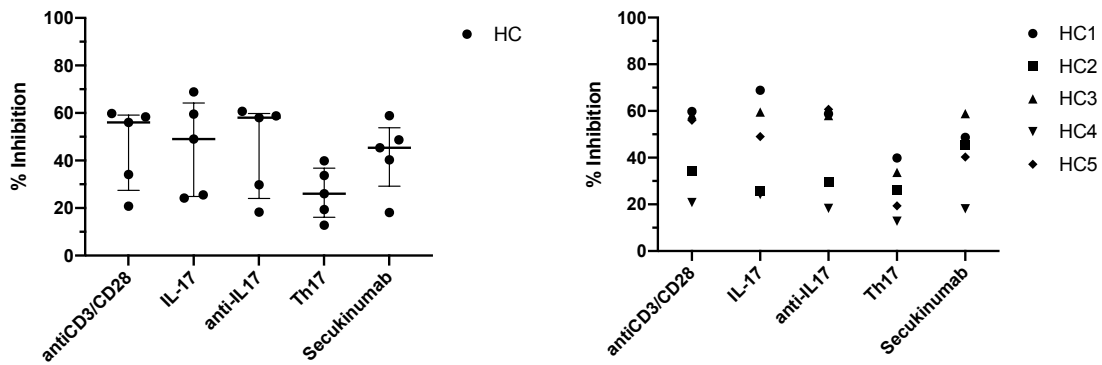 100
80
60
40
20
0
% Inhibition
antiCD3/CD28
IL-17
anti-IL17
Th17
Secukinumab
HC
100
80
60
40
20
0
% Inhibition
antiCD3/CD28
IL-17
anti-IL17
Th17
Secukinumab
HC1
HC2
HC3
HC4
HC5